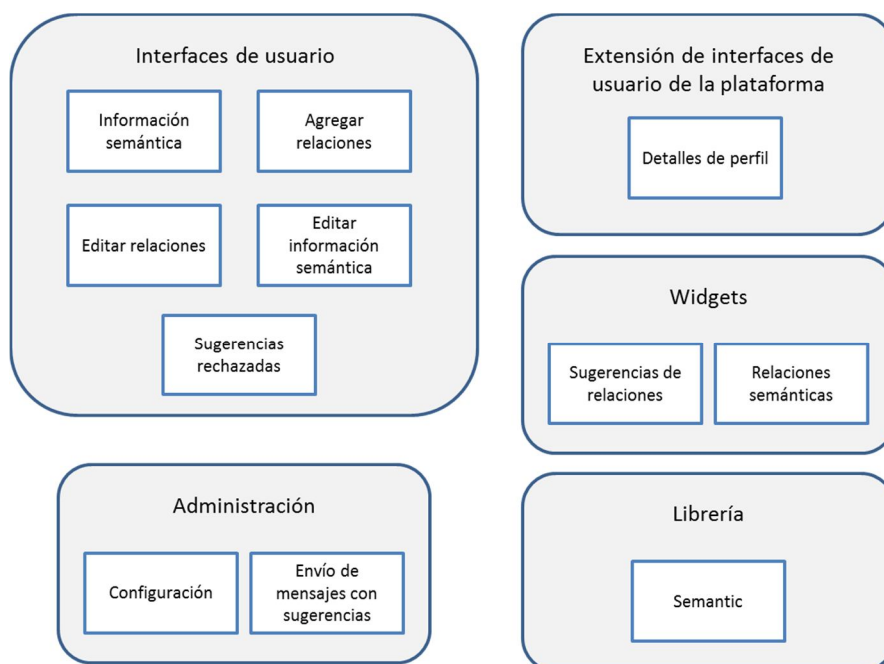 Interfaces de usuario
Información
semántica
Agregar
relaciones
Editar relaciones
Editar
información
semántica
Sugerencias
rechazadas
Extensión de interfaces de
usuario de la plataforma
Detalles de perfil
Widgets
Sugerencias de
relaciones
Relaciones
semánticas
Administración
Configuración
Envío de
mensajes con
sugerencias
Librería
Semantic